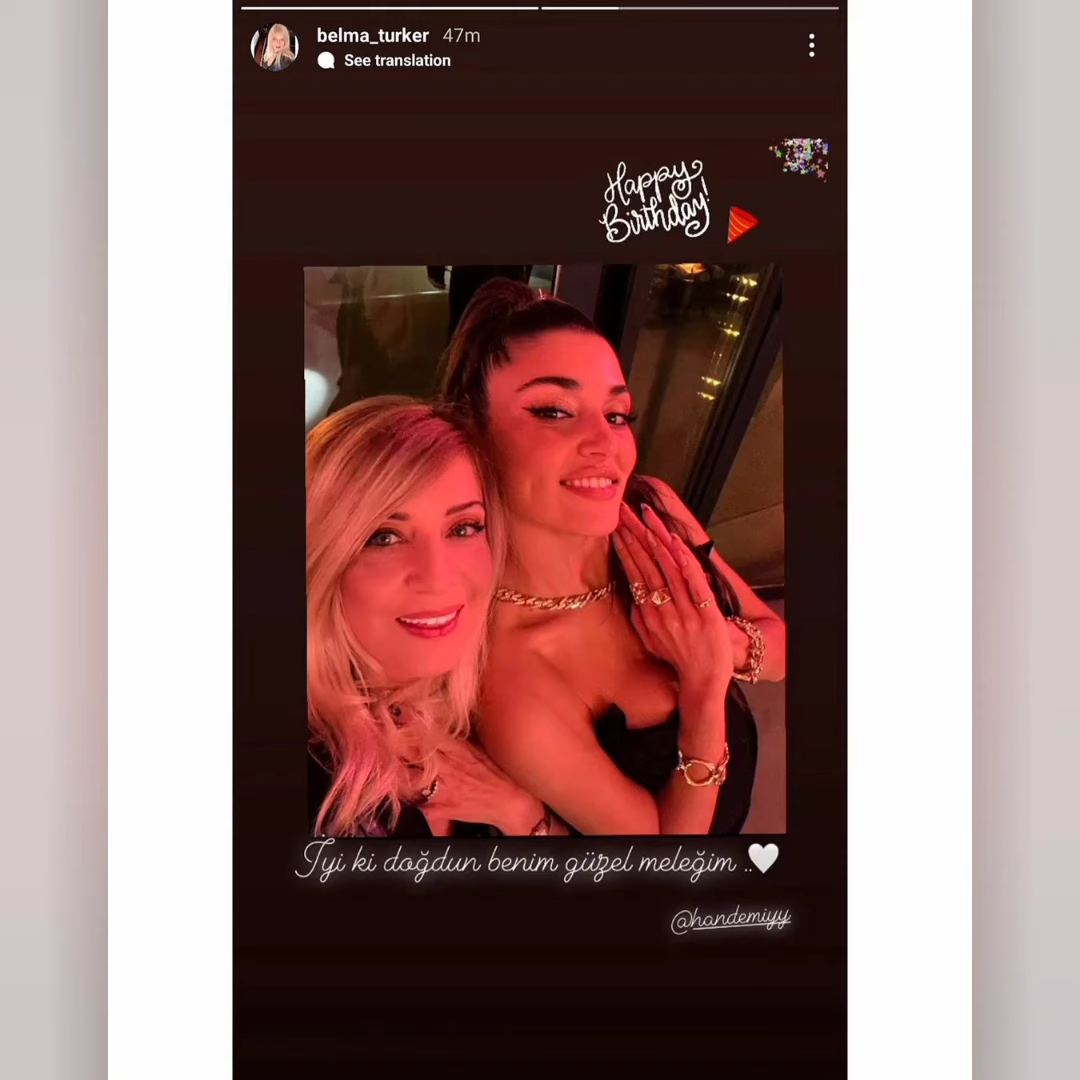 belma_turker 47m
See translation
Happy
Birthday!
İyi ki doğdun benim güzel meleğim ..🤍
@handemiyy